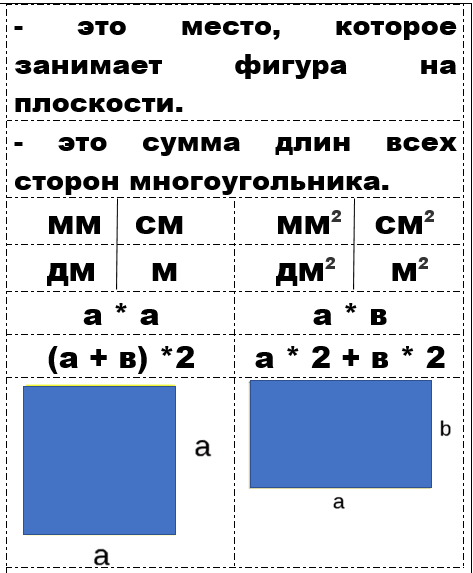 - это место, которое
занимает фигура на
плоскости.
- это сумма длин всех
сторон многоугольника.
мм см мм² см²
дм м дм² м²
а * а а * в
(а + в) *2 а * 2 + в * 2
b
a
a
a